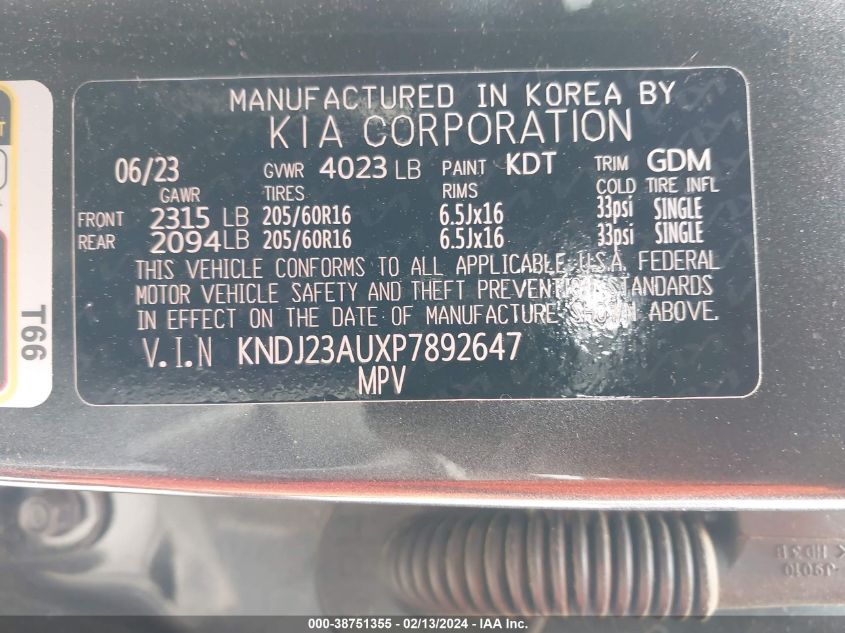 MANUFACTURED IN KOREA BY
KIA CORPORATION
06/23 GVWR 4023 LB PAINT KDT TRIM GDM
GAWR TIRES RIMS COLD TIRE INFL
FRONT 2315 LB 205/60R16 6.5Jx16 33psi SINGLE
REAR 2094 LB 205/60R16 6.5Jx16 33psi SINGLE
THIS VEHICLE CONFORMS TO ALL APPLICABLE U.S.A. FEDERAL
MOTOR VEHICLE SAFETY AND THEFT PREVENTION STANDARDS
IN EFFECT ON THE DATE OF MANUFACTURE SHOWN ABOVE.
V.I.N KNDJ23AUXP7892647
MPV
T66
000-38751355 - 02/13/2024 - IAA Inc.